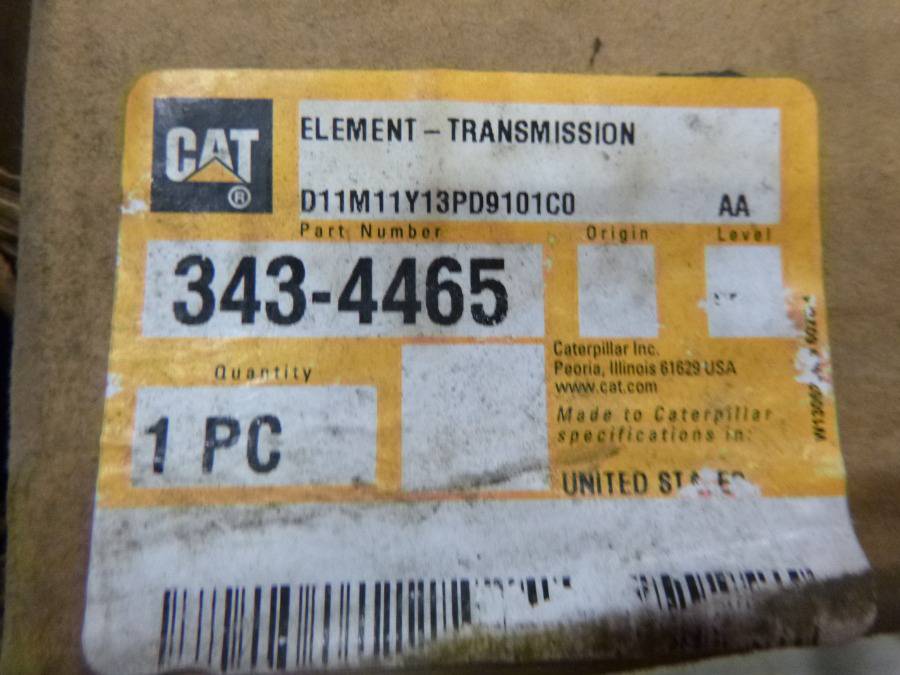 CAT
®
ELEMENT – TRANSMISSION
D11M11Y13PD9101C0 AA
Part Number Origin Level
343-4465
Quantity
1 PC
Caterpillar Inc.
Peoria, Illinois 61629 USA
www.cat.com
Made to Caterpillar
specifications in:
UNITED